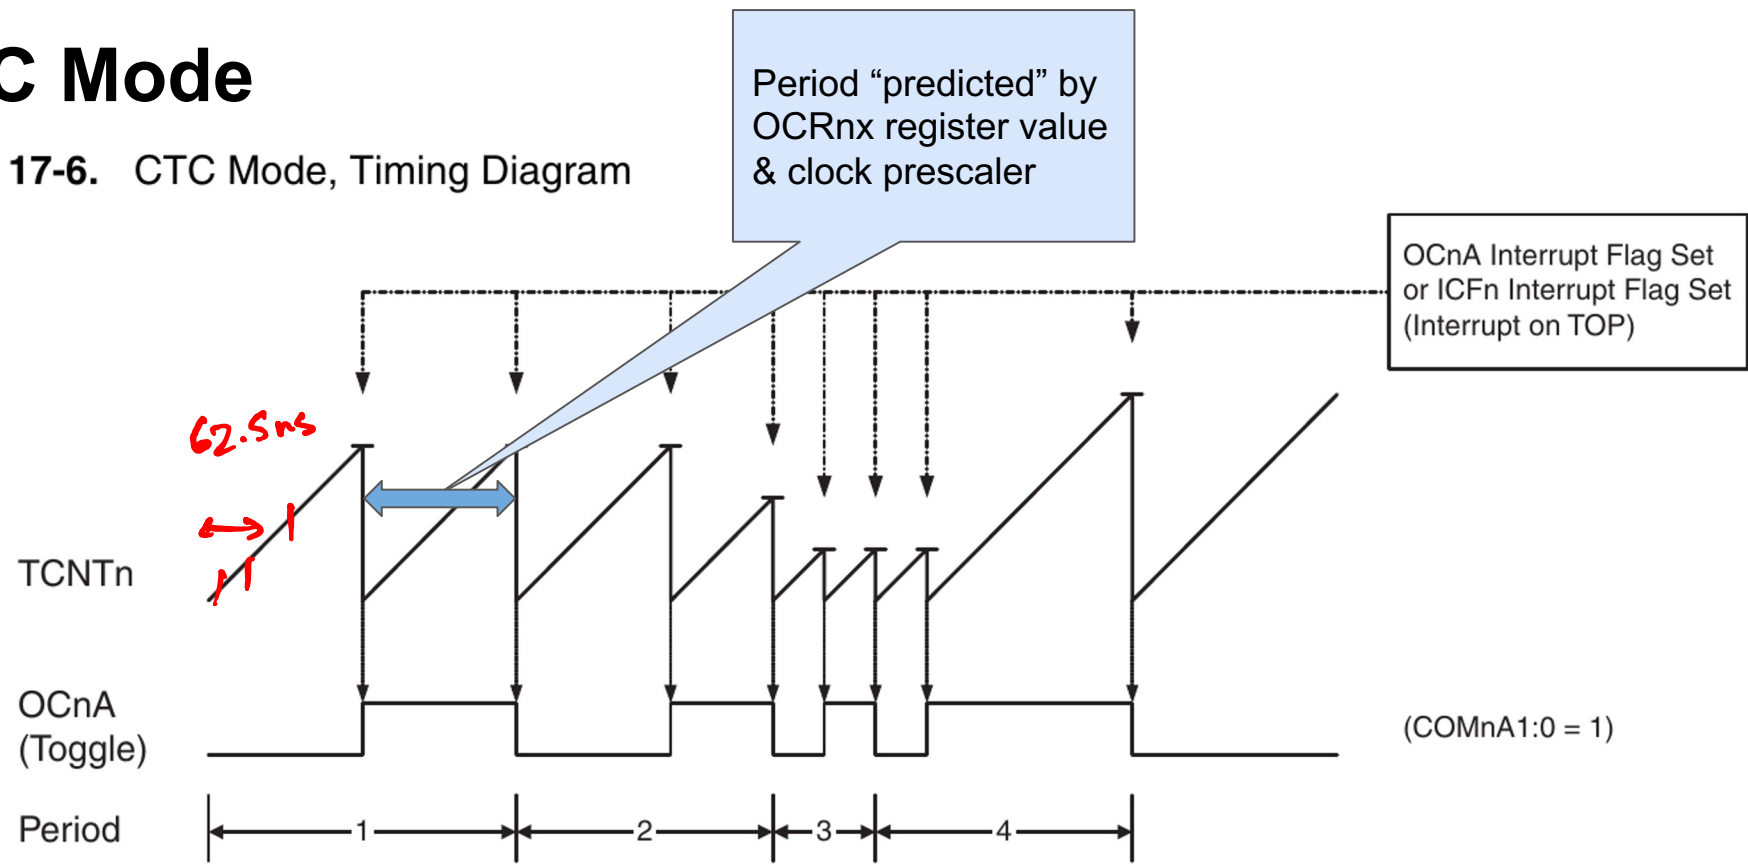 C Mode
17-6. CTC Mode, Timing Diagram
Period “predicted” by
OCRnx register value
& clock prescaler
OCnA Interrupt Flag Set
or ICFn Interrupt Flag Set
(Interrupt on TOP)
62.5ns
TCNTn
OCnA
(Toggle)
(COMnA1:0 = 1)
Period
1
2
3
4